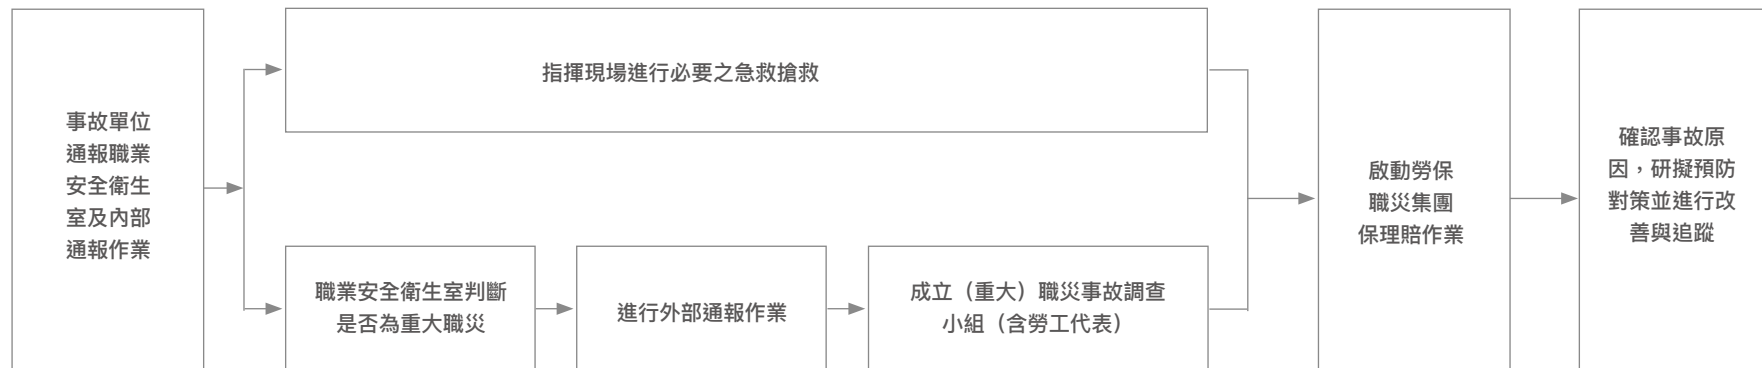 事故單位
通報職業
安全衛生
室及內部
通報作業
指揮現場進行必要之急救搶救
職業安全衛生室判斷
是否為重大職災
進行外部通報作業
成立（重大）職災事故調查
小組（含勞工代表）
啟動勞保
職災集團
保理賠作業
確認事故原
因，研擬預防
對策並進行改
善與追蹤